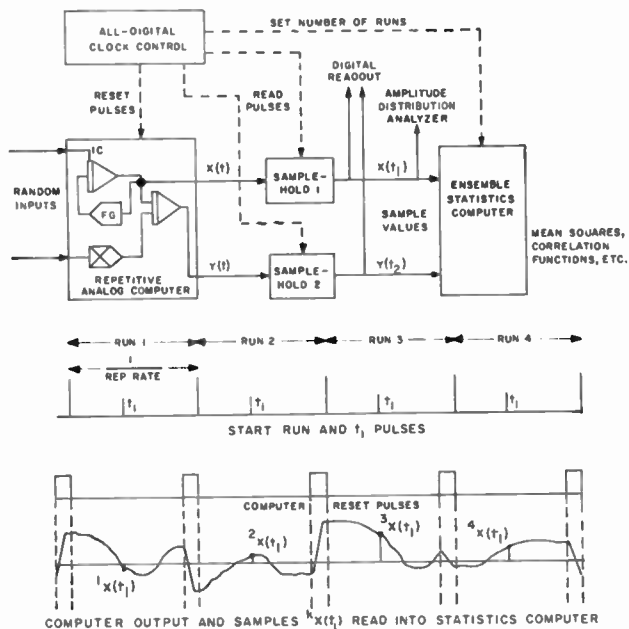 SET NUMBER OF RUNS
ALL-DIGITAL
CLOCK CONTROL
DIGITAL
READOUT
RESET
PULSES
READ
PULSES
AMPLITUDE
DISTRIBUTION
ANALYZER
IC
X(t)
SAMPLE-
HOLD 1
X(t₁)
RANDOM
INPUTS
F.G
ENSEMBLE
STATISTICS
COMPUTER
SAMPLE
VALUES
MEAN SQUARES,
CORRELATION
FUNCTIONS, ETC.
REPETITIVE
ANALOG COMPUTER
Y(t)
SAMPLE-
HOLD 2
Y(t₂)
RUN 1
RUN 2
RUN 3
RUN 4
1
REP RATE
t₁
t₁
t₁
t₁
START RUN AND t₁ PULSES
COMPUTER RESET PULSES
¹X(t₁)
²X(t₁)
³X(t₁)
⁴X(t₁)
COMPUTER OUTPUT AND SAMPLES ᵏX(t₁) READ INTO STATISTICS COMPUTER